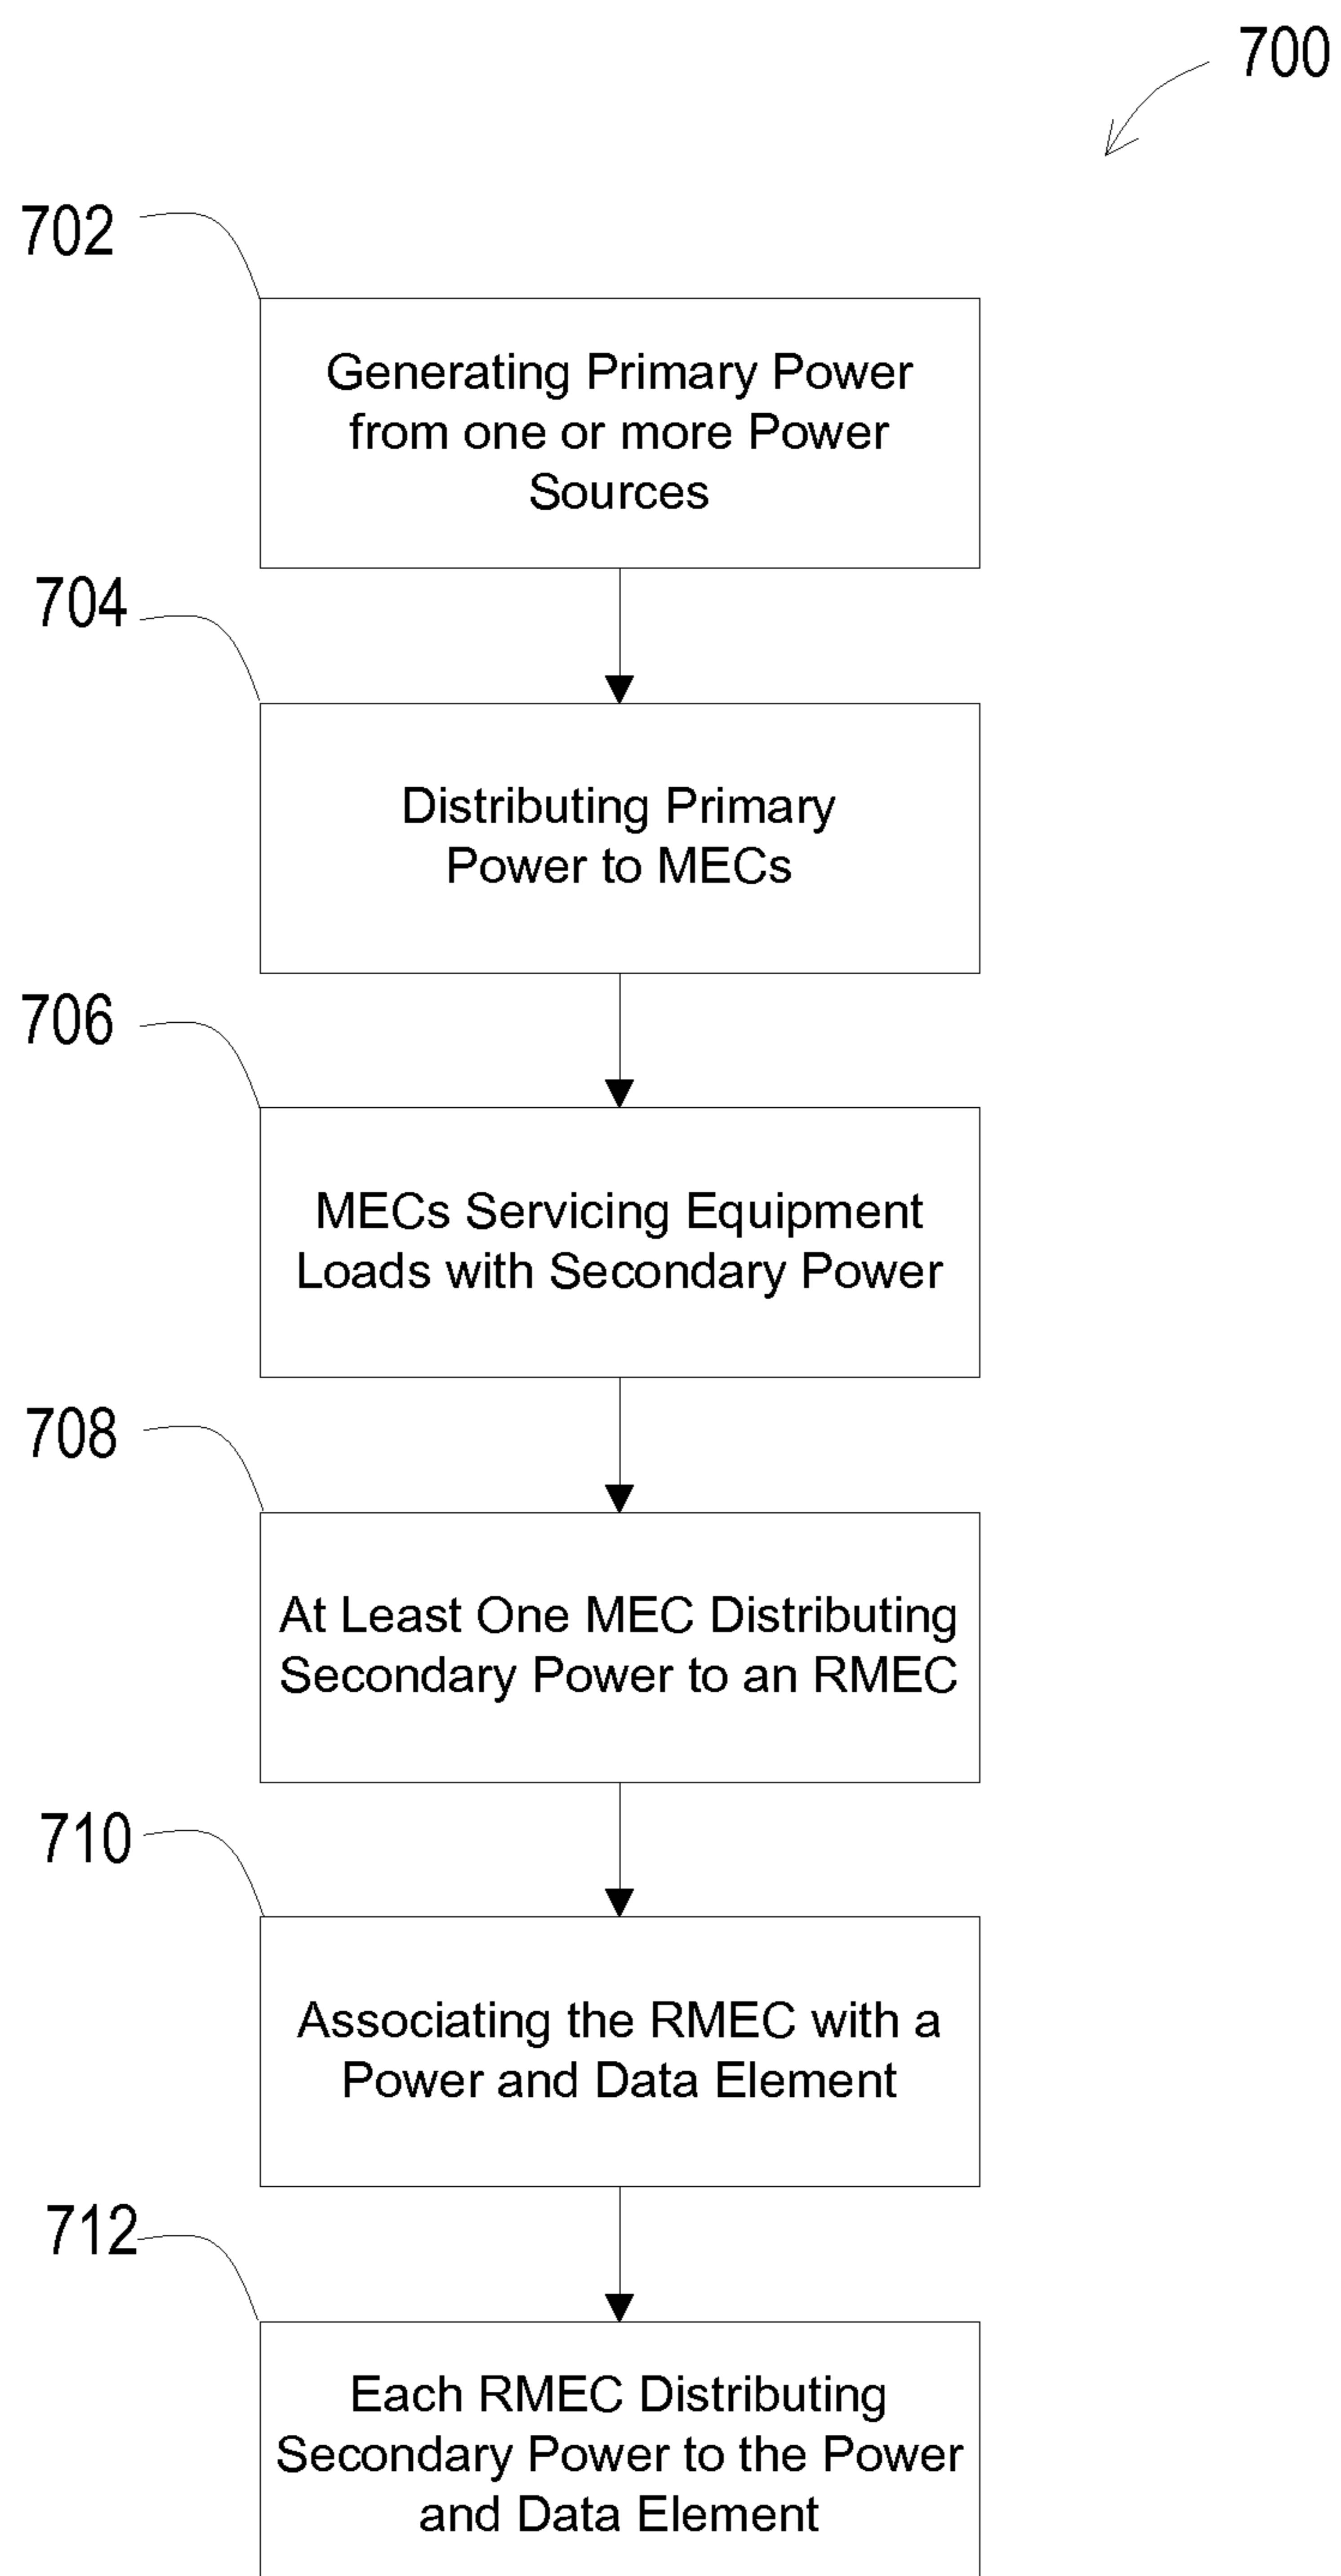 700
702
Generating Primary Power
from one or more Power
Sources
704
Distributing Primary
Power to MECs
706
MECs Servicing Equipment
Loads with Secondary Power
708
At Least One MEC Distributing
Secondary Power to an RMEC
710
Associating the RMEC with a
Power and Data Element
712
Each RMEC Distributing
Secondary Power to the Power
and Data Element